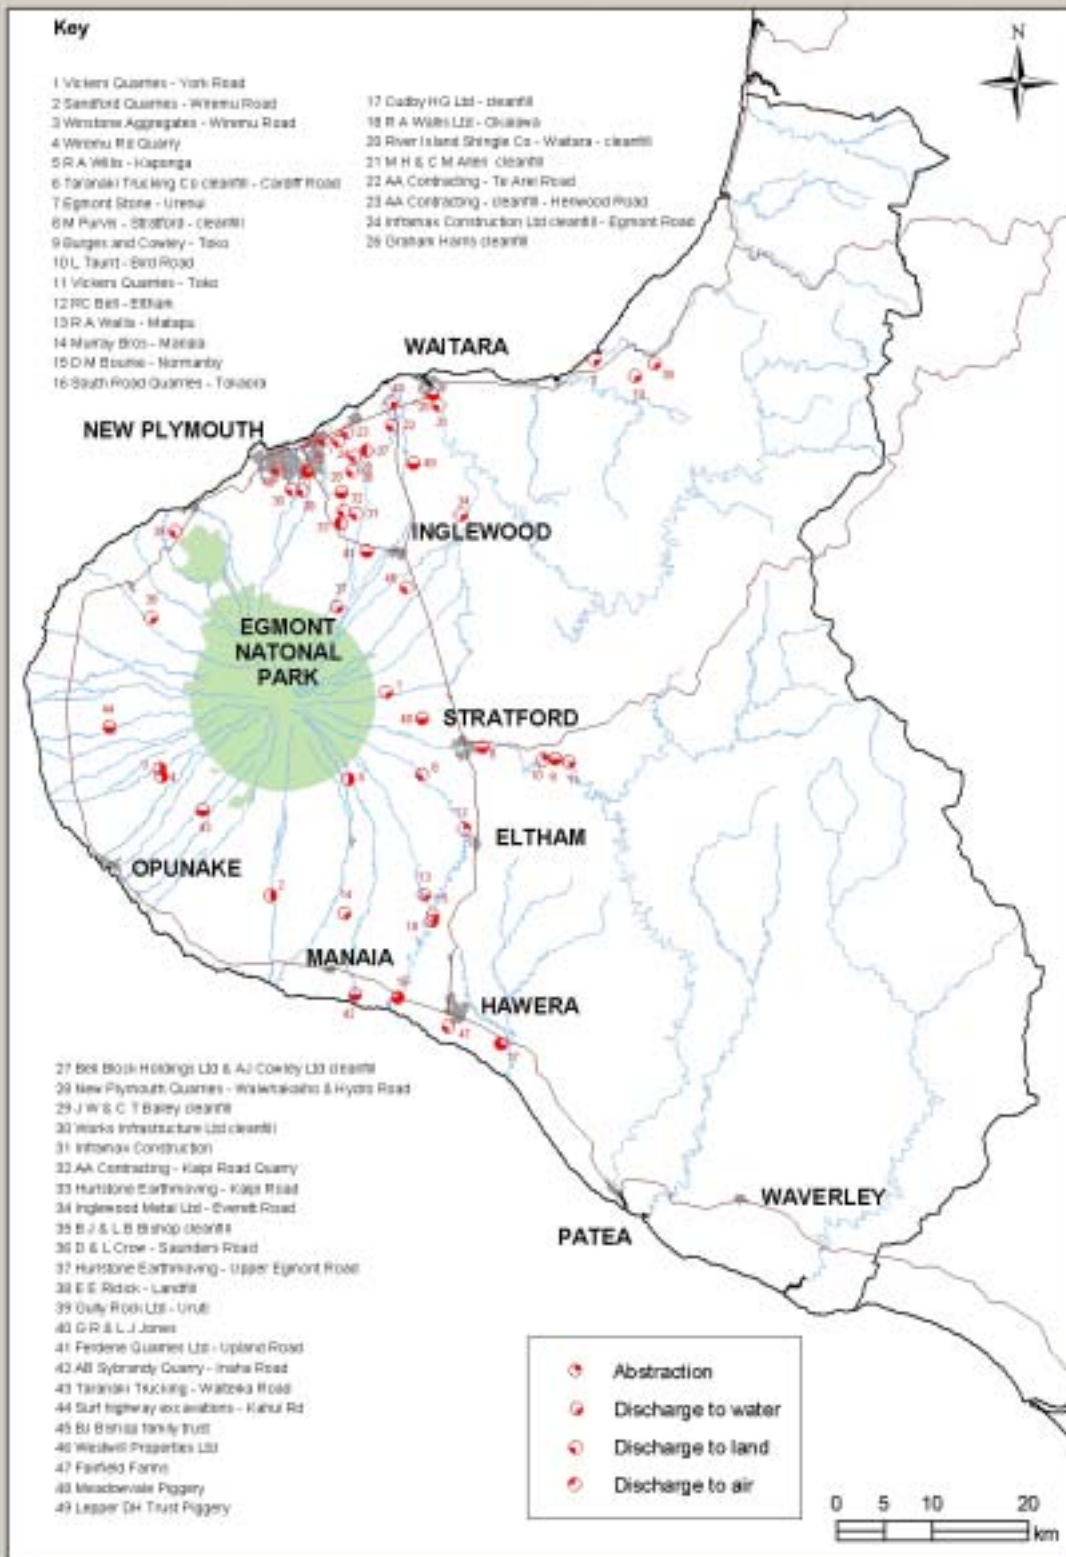 Key
1 Vickers Quarries - York Road
2 Sandford Quarries - Wiremu Road
3 Winstone Aggregates - Wiremu Road
4 Wiremu Rd Quarry
5 R A Willis - Kaponga
6 Taranaki Trucking Co cleanfill - Cardiff Road
7 Egmont Stone - Urenui
8 M Purvis - Stratford - cleanfill
9 Burges and Cowley - Toko
10 L Taunt - Bird Road
11 Vickers Quarries - Toko
12 RC Bell - Eltham
13 R A Wallis - Matapu
14 Murray Bros - Manaia
15 D M Bourke - Normanby
16 South Road Quarries - Tokaora
17 Cudby HG Ltd - cleanfill
18 R A Wallis Ltd - Okaiawa
20 River Island Shingle Co - Waitara - cleanfill
21 M H & C M Allen cleanfill
22 AA Contracting - Te Arei Road
23 AA Contracting - cleanfill - Henwood Road
24 Inframax Construction Ltd cleanfill - Egmont Road
26 Graham Harris cleanfill
N
WAITARA
NEW PLYMOUTH
INGLEWOOD
EGMONT
NATONAL
PARK
STRATFORD
ELTHAM
OPUNAKE
MANAIA
HAWERA
WAVERLEY
PATEA
27 Bell Block Holdings Ltd & AJ Cowley Ltd cleanfill
28 New Plymouth Quarries - Waiwhakaiho & Hydro Road
29 J W & C T Bailey cleanfill
30 Works Infrastructure Ltd cleanfill
31 Inframax Construction
32 AA Contracting - Kaipi Road Quarry
33 Hurlstone Earthmoving - Kaipi Road
34 Inglewood Metal Ltd - Everett Road
35 B J & L B Bishop cleanfill
36 D & L Crow - Saunders Road
37 Hurlstone Earthmoving - Upper Egmont Road
38 E E Riddick - Landfill
39 Gully Rock Ltd - Uruti
40 G R & L J Jones
41 Ferdene Quarries Ltd - Upland Road
42 AB Sybrandy Quarry - Inaha Road
43 Taranaki Trucking - Waiteika Road
44 Surf highway excavations - Kahui Rd
45 BJ Bishop family trust
46 Westwill Properties Ltd
47 Fairfield Farms
48 Meadowvale Piggery
49 Lepper DH Trust Piggery
Abstraction
Discharge to water
Discharge to land
Discharge to air
0 5 10 20
km